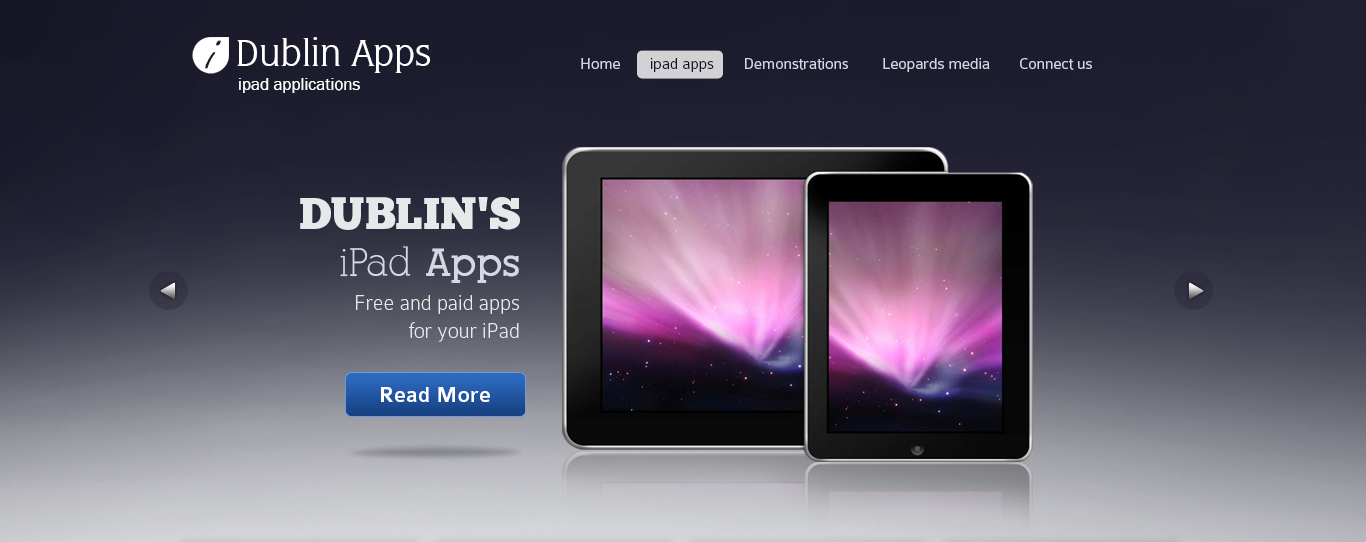 Dublin Apps
ipad applications
Home ipad apps Demonstrations Leopards media Connect us
DUBLIN'S
iPad Apps
Free and paid apps
for your iPad
Read More